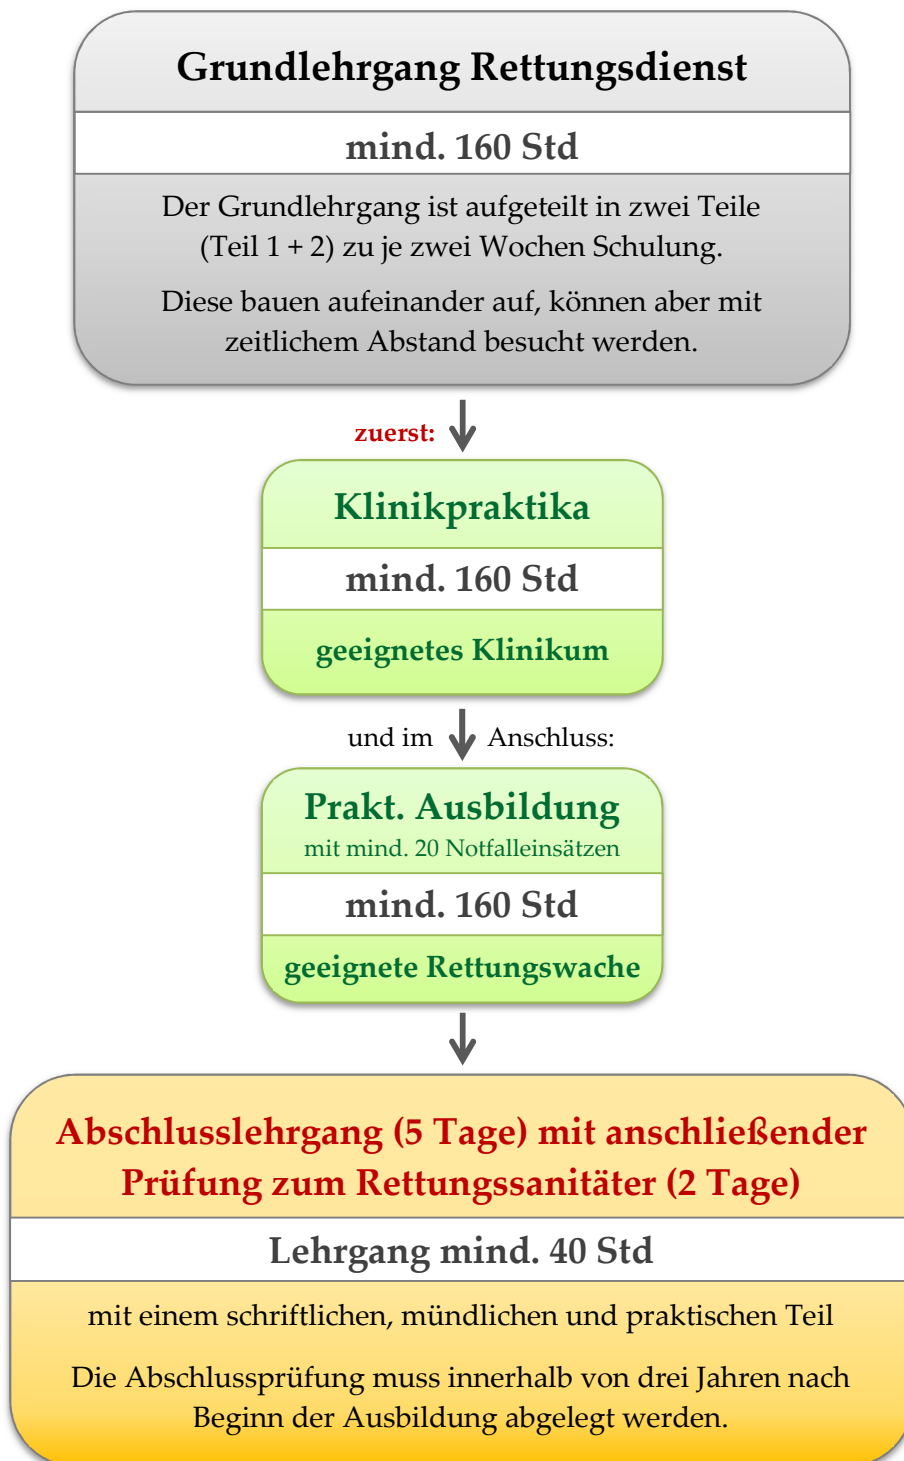 Grundlehrgang Rettungsdienst
mind. 160 Std
Der Grundlehrgang ist aufgeteilt in zwei Teile
(Teil 1 + 2) zu je zwei Wochen Schulung.
Diese bauen aufeinander auf, können aber mit
zeitlichem Abstand besucht werden.
zuerst:
Klinikpraktika
mind. 160 Std
geeignetes Klinikum
und im Anschluss:
Prakt. Ausbildung
mit mind. 20 Notfalleinsätzen
mind. 160 Std
geeignete Rettungswache
Abschlusslehrgang (5 Tage) mit anschließender
Prüfung zum Rettungssanitäter (2 Tage)
Lehrgang mind. 40 Std
mit einem schriftlichen, mündlichen und praktischen Teil
Die Abschlussprüfung muss innerhalb von drei Jahren nach
Beginn der Ausbildung abgelegt werden.